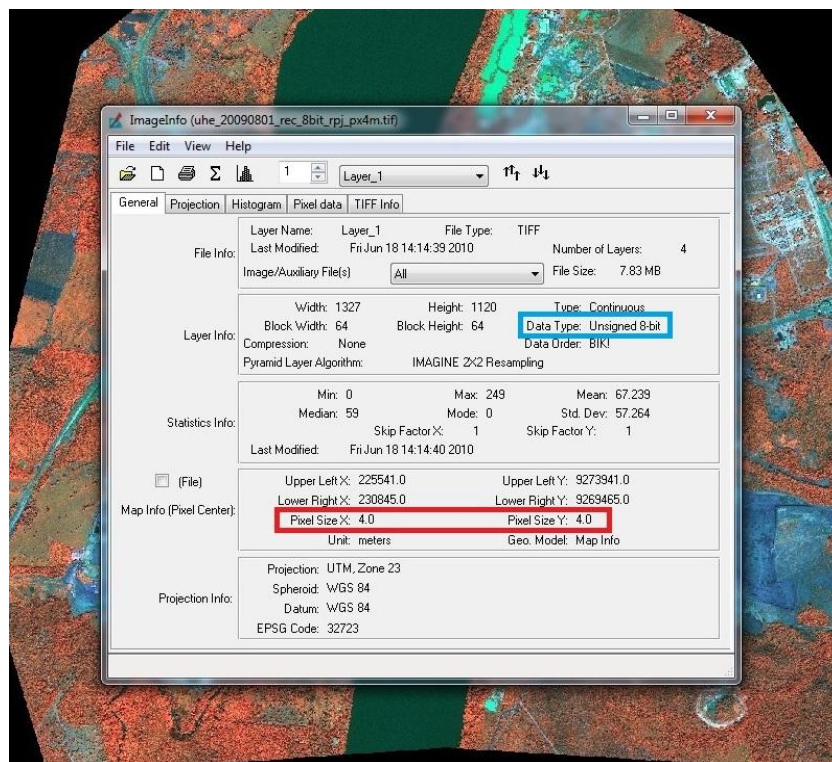 ImageInfo (uhe_20090801_rec_8bit_rpj_px4m.tif)
File Edit View Help
Σ 1 Layer_1
General Projection Histogram Pixel data TIFF Info
File Info:
Layer Name: Layer_1 File Type: TIFF
Last Modified: Fri Jun 18 14:14:39 2010 Number of Layers: 4
Image/Auxiliary File(s) All File Size: 7.83 MB
Layer Info:
Width: 1327 Height: 1120 Type: Continuous
Block Width: 64 Block Height: 64 Data Type: Unsigned 8-bit
Compression: None Data Order: BIK!
Pyramid Layer Algorithm: IMAGINE 2X2 Resampling
Statistics Info:
Min: 0 Max: 249 Mean: 67.239
Median: 59 Mode: 0 Std. Dev: 57.264
Skip Factor X: 1 Skip Factor Y: 1
Last Modified: Fri Jun 18 14:14:40 2010
(File)
Map Info (Pixel Center):
Upper Left X: 225541.0 Upper Left Y: 9273941.0
Lower Right X: 230845.0 Lower Right Y: 9269465.0
Pixel Size X: 4.0 Pixel Size Y: 4.0
Unit: meters Geo. Model: Map Info
Projection Info:
Projection: UTM, Zone 23
Spheroid: WGS 84
Datum: WGS 84
EPSG Code: 32723